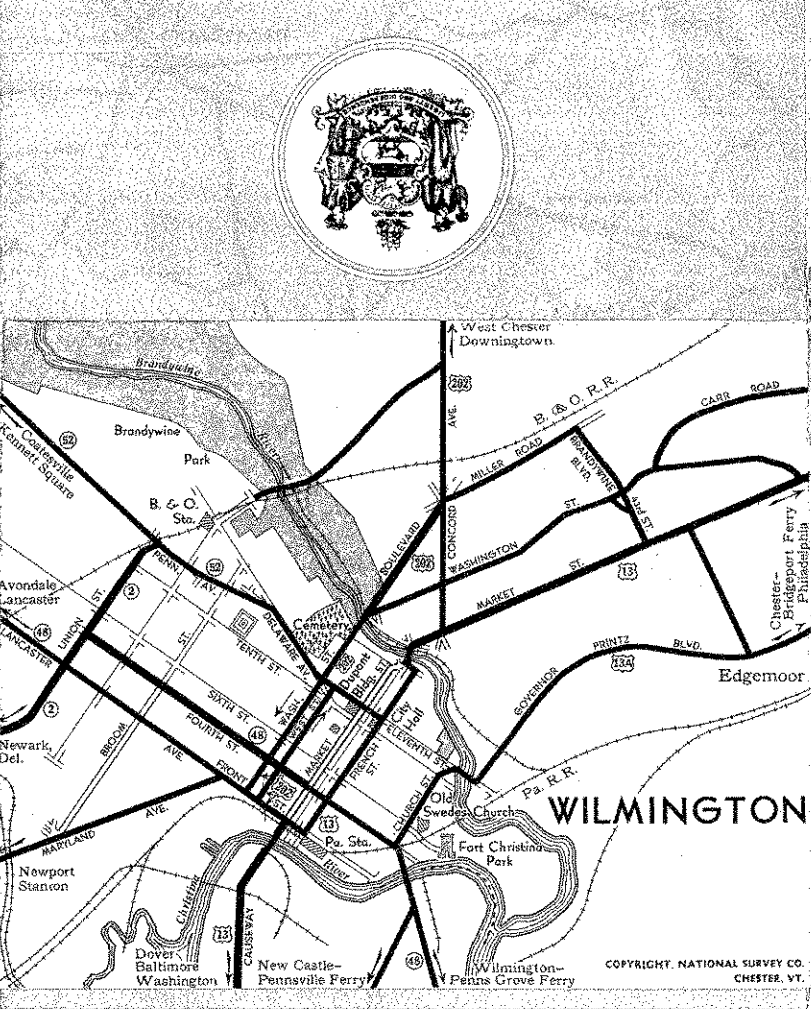 West Chester
Downingtown
202
AVE.
CONCORD
B. & O. R. R.
CARR ROAD
MILLER ROAD
BRANDYWINE
BLVD.
43rd ST.
WASHINGTON ST.
MARKET ST.
13
Chester–
Bridgeport Ferry
Philadelphia
Brandywine
River
Brandywine
Park
52
Coatesville
Kennett Square
B. & O.
Sta.
BOULEVARD
202
PENN. AV.
52
2
UNION ST.
Avondale
Lancaster
48
LANCASTER AVE.
DELAWARE AV.
Cemetery
TENTH ST.
SIXTH ST.
FOURTH ST.
48
BROOM ST.
2
Newark,
Del.
WASH. ST.
WEST ST.
202
Dupont
Bldg.
MARKET ST.
City
Hall
ELEVENTH ST.
FRENCH ST.
FRONT ST.
202
13
Pa. Sta.
CHURCH ST.
GOVERNOR PRINTZ BLVD.
13A
Edgemoor
Pa. R. R.
WILMINGTON
Old
Swedes Church
Fort Christina
Park
MARYLAND AVE.
Newport
Stanton
Christina River
13
CAUSEWAY
Dover
Baltimore
Washington
New Castle–
Pennsville Ferry
48
Wilmington–
Penns Grove Ferry
COPYRIGHT, NATIONAL SURVEY CO.
CHESTER, VT.